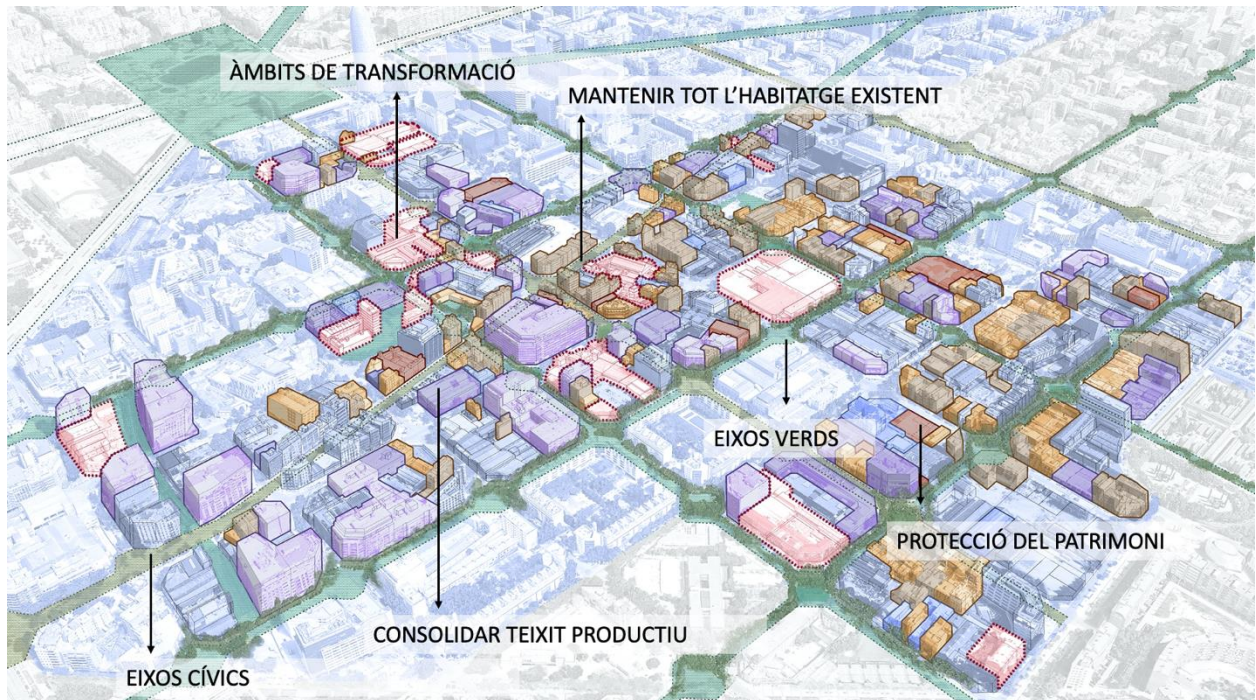 ÀMBITS DE TRANSFORMACIÓ
MANTENIR TOT L’HABITATGE EXISTENT
EIXOS VERDS
PROTECCIÓ DEL PATRIMONI
CONSOLIDAR TEIXIT PRODUCTIU
EIXOS CÍVICS